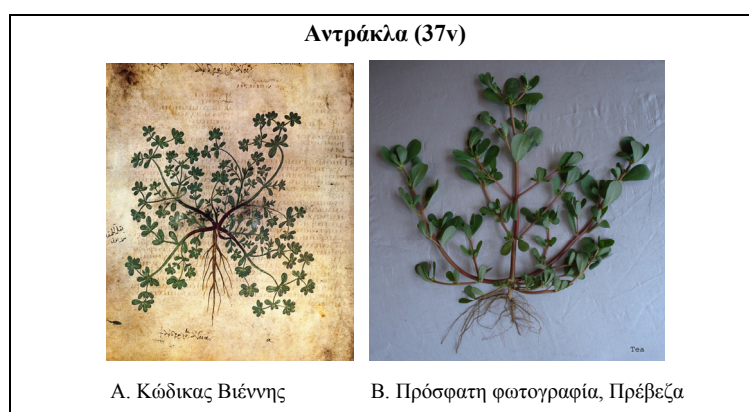 Αντράκλα (37v)
Tea
Α. Κώδικας Βιέννης
Β. Πρόσφατη φωτογραφία, Πρέβεζα